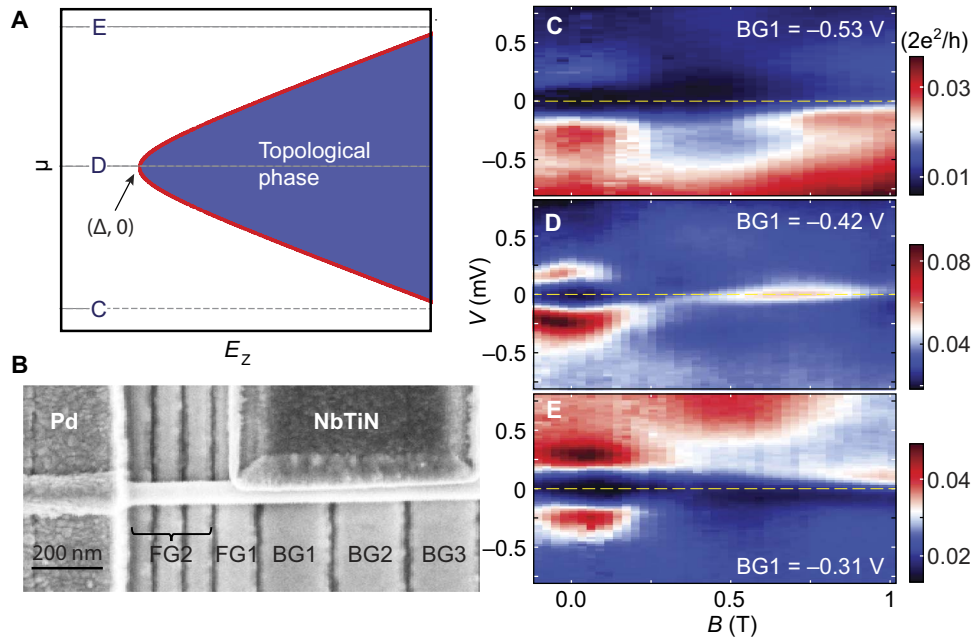 A
E
D
C
μ
Topological
phase
(Δ, 0)
E_Z
B
Pd
NbTiN
200 nm
FG2
FG1
BG1
BG2
BG3
C
BG1 = –0.53 V
(2e²/h)
0.5
0
–0.5
0.03
0.01
D
BG1 = –0.42 V
0.5
0
–0.5
0.08
0.04
V (mV)
E
BG1 = –0.31 V
0.5
0
–0.5
0.04
0.02
0.0
0.5
1
B (T)